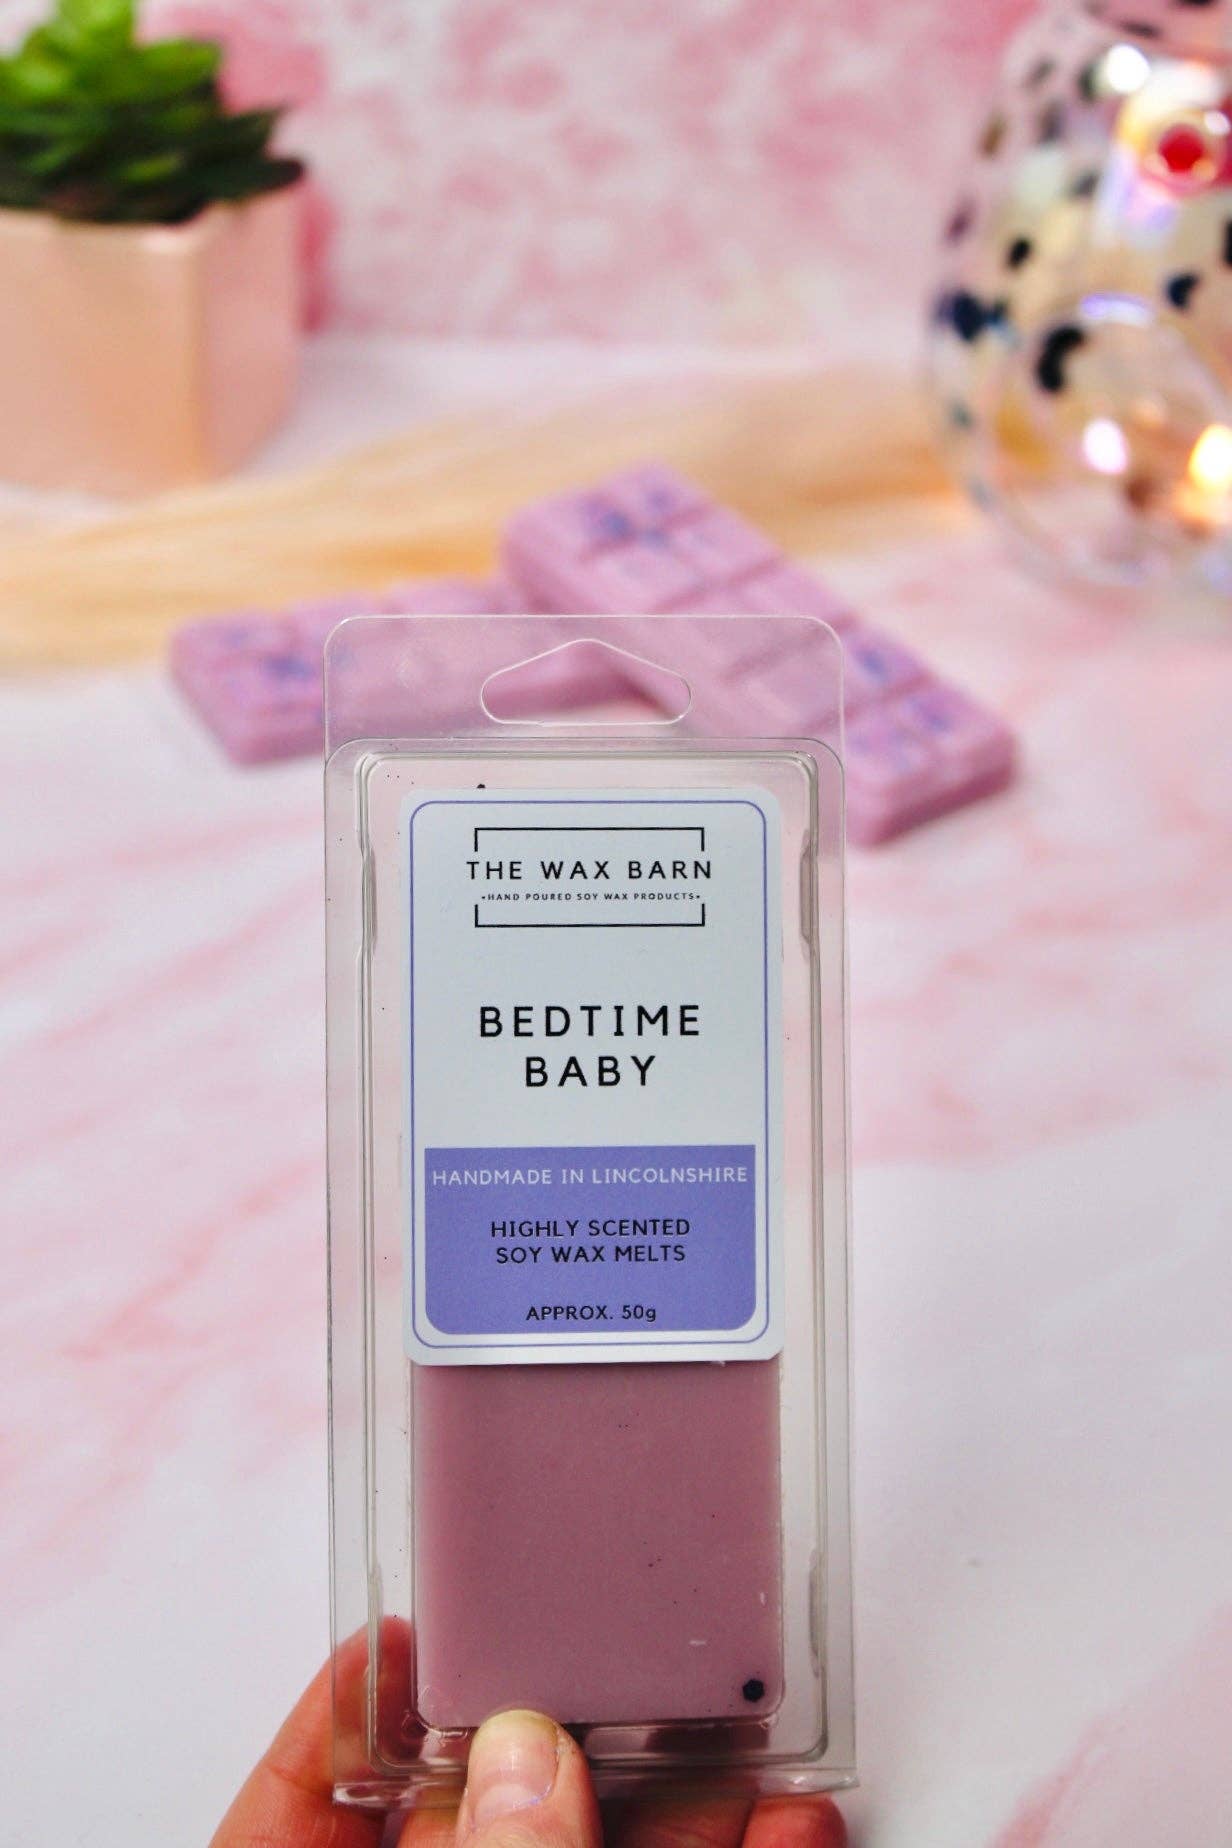 THE WAX BARN
•HAND POURED SOY WAX PRODUCTS•
BEDTIME
BABY
HANDMADE IN LINCOLNSHIRE
HIGHLY SCENTED
SOY WAX MELTS
APPROX. 50g